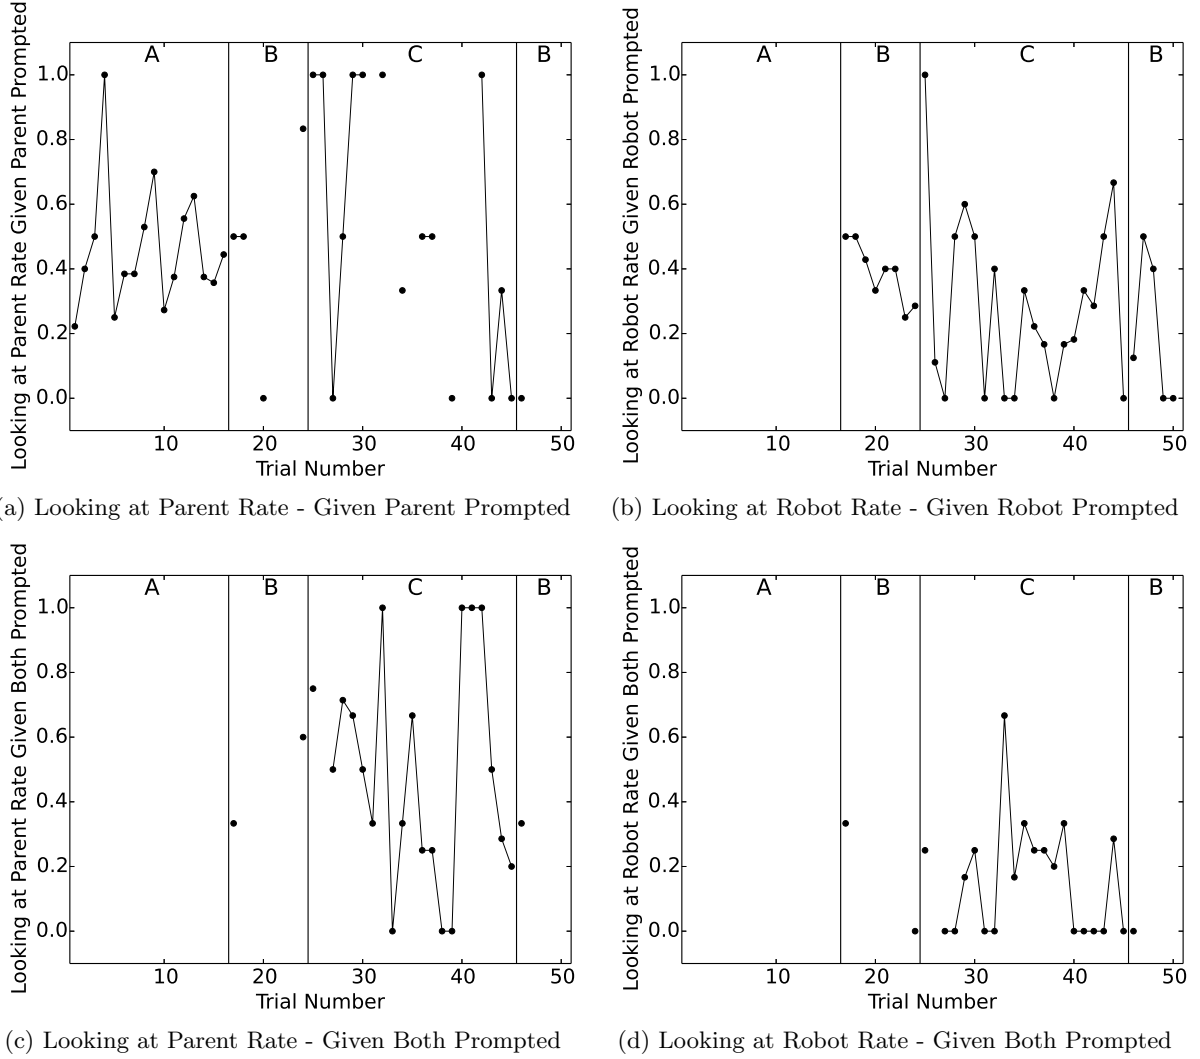 Looking at Parent Rate Given Parent Prompted
A B C B
1.0
0.8
0.6
0.4
0.2
0.0
10 20 30 40 50
Trial Number
a) Looking at Parent Rate - Given Parent Prompted
Looking at Robot Rate Given Robot Prompted
A B C B
1.0
0.8
0.6
0.4
0.2
0.0
10 20 30 40 50
Trial Number
(b) Looking at Robot Rate - Given Robot Prompted
Looking at Parent Rate Given Both Prompted
A B C B
1.0
0.8
0.6
0.4
0.2
0.0
10 20 30 40 50
Trial Number
(c) Looking at Parent Rate - Given Both Prompted
Looking at Robot Rate Given Both Prompted
A B C B
1.0
0.8
0.6
0.4
0.2
0.0
10 20 30 40 50
Trial Number
(d) Looking at Robot Rate - Given Both Prompted